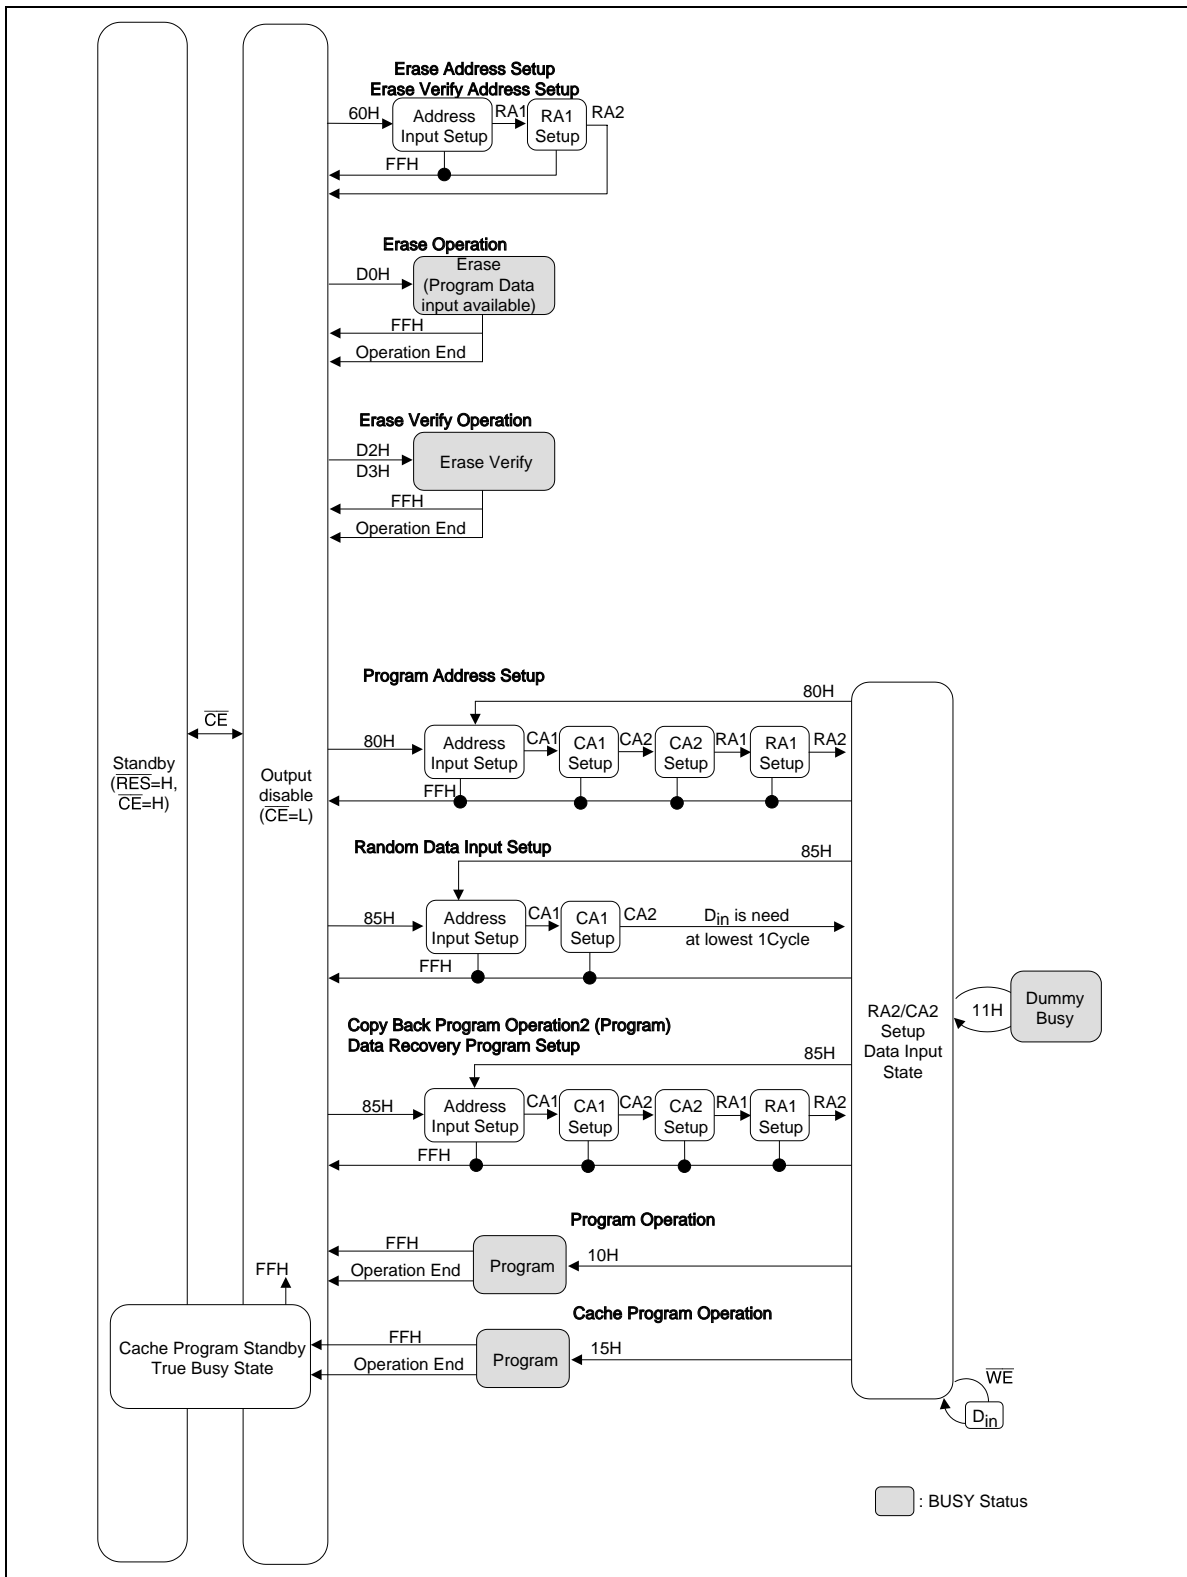 Erase Address Setup
Erase Verify Address Setup
60H
Address
Input Setup
RA1
RA1
Setup
RA2
FFH
Erase Operation
D0H
Erase
(Program Data
input available)
FFH
Operation End
Erase Verify Operation
D2H
D3H
Erase Verify
FFH
Operation End
Program Address Setup
80H
CE
80H
Address
Input Setup
CA1
CA1
Setup
CA2
CA2
Setup
RA1
RA1
Setup
RA2
FFH
Standby
(RES=H,
CE=H)
Output
disable
(CE=L)
Random Data Input Setup
85H
85H
Address
Input Setup
CA1
CA1
Setup
CA2
Din is need
at lowest 1Cycle
FFH
RA2/CA2
Setup
Data Input
State
11H
Dummy
Busy
Copy Back Program Operation2 (Program)
Data Recovery Program Setup
85H
85H
Address
Input Setup
CA1
CA1
Setup
CA2
CA2
Setup
RA1
RA1
Setup
RA2
FFH
Program Operation
FFH
Operation End
Program
10H
FFH
Cache Program Operation
Cache Program Standby
True Busy State
FFH
Operation End
Program
15H
WE
Din
: BUSY Status